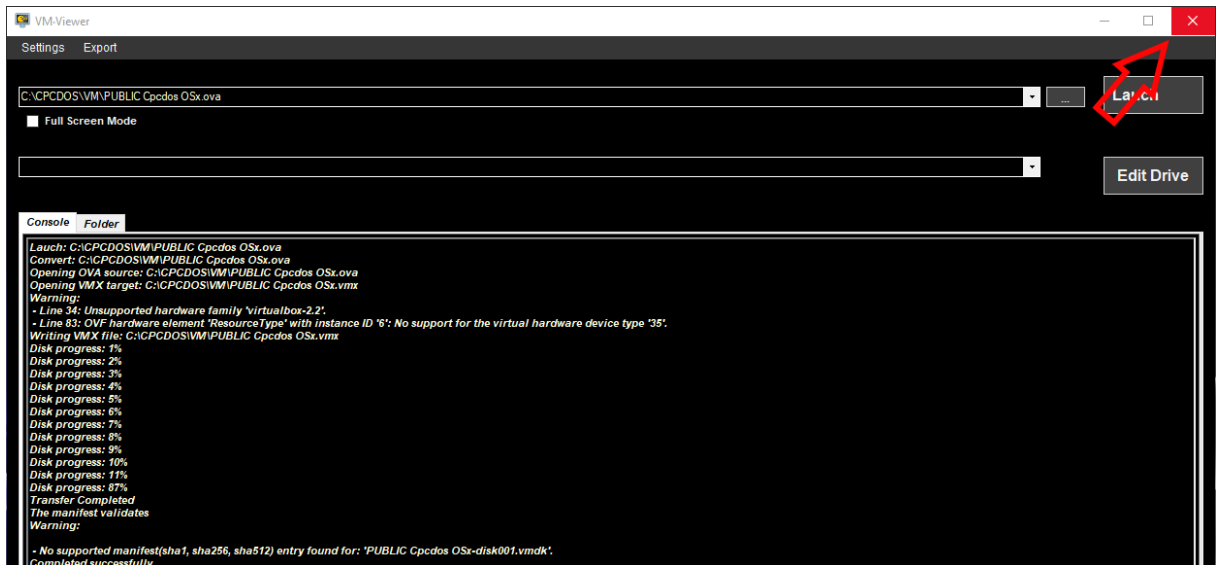 VM-Viewer
Settings Export
C:\CPCDOS\VM\PUBLIC Cpcdos OSx.ova
...
Lauch
Full Screen Mode
Edit Drive
Console Folder
Lauch: C:\CPCDOS\VM\PUBLIC Cpcdos OSx.ova
Convert: C:\CPCDOS\VM\PUBLIC Cpcdos OSx.ova
Opening OVA source: C:\CPCDOS\VM\PUBLIC Cpcdos OSx.ova
Opening VMX target: C:\CPCDOS\VM\PUBLIC Cpcdos OSx.vmx
Warning:
- Line 34: Unsupported hardware family 'virtualbox-2.2'.
- Line 83: OVF hardware element 'ResourceType' with instance ID '6': No support for the virtual hardware device type '35'.
Writing VMX file: C:\CPCDOS\VM\PUBLIC Cpcdos OSx.vmx
Disk progress: 1%
Disk progress: 2%
Disk progress: 3%
Disk progress: 4%
Disk progress: 5%
Disk progress: 6%
Disk progress: 7%
Disk progress: 8%
Disk progress: 9%
Disk progress: 10%
Disk progress: 11%
Disk progress: 87%
Transfer Completed
The manifest validates
Warning:
- No supported manifest(sha1, sha256, sha512) entry found for: 'PUBLIC Cpcdos OSx-disk001.vmdk'.
Completed successfully